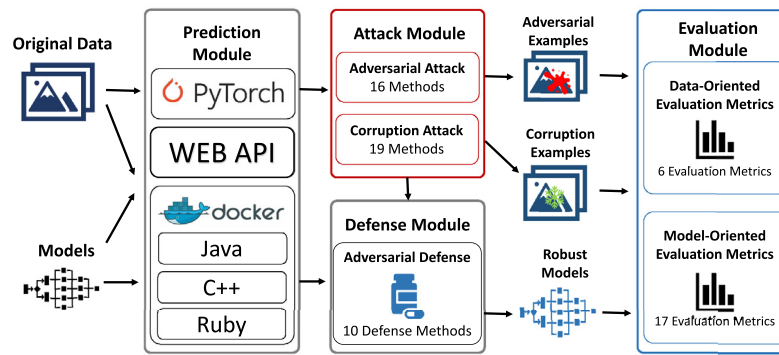 Original Data
Models
Prediction
Module
PyTorch
WEB API
docker
Java
C++
Ruby
Attack Module
Adversarial Attack
16 Methods
Corruption Attack
19 Methods
Defense Module
Adversarial Defense
10 Defense Methods
Adversarial
Examples
Corruption
Examples
Robust
Models
Evaluation
Module
Data-Oriented
Evaluation Metrics
6 Evaluation Metrics
Model-Oriented
Evaluation Metrics
17 Evaluation Metrics